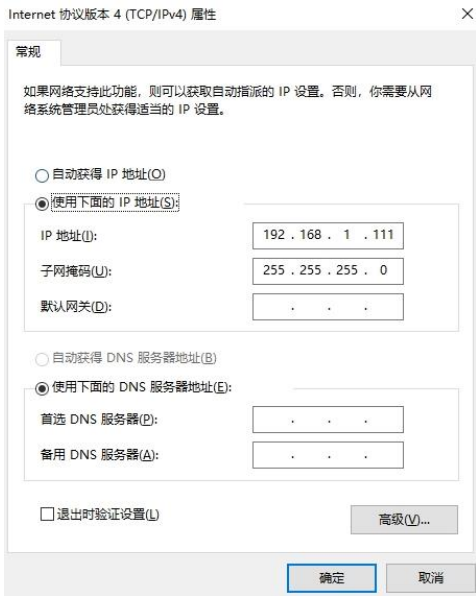 Internet 协议版本 4 (TCP/IPv4) 属性
常规
如果网络支持此功能，则可以获取自动指派的 IP 设置。否则，你需要从网
络系统管理员处获得适当的 IP 设置。
自动获得 IP 地址(O)
使用下面的 IP 地址(S):
IP 地址(I): 192 . 168 . 1 . 111
子网掩码(U): 255 . 255 . 255 . 0
默认网关(D): . . .
自动获得 DNS 服务器地址(B)
使用下面的 DNS 服务器地址(E):
首选 DNS 服务器(P): . . .
备用 DNS 服务器(A): . . .
退出时验证设置(L)
高级(V)...
确定 取消